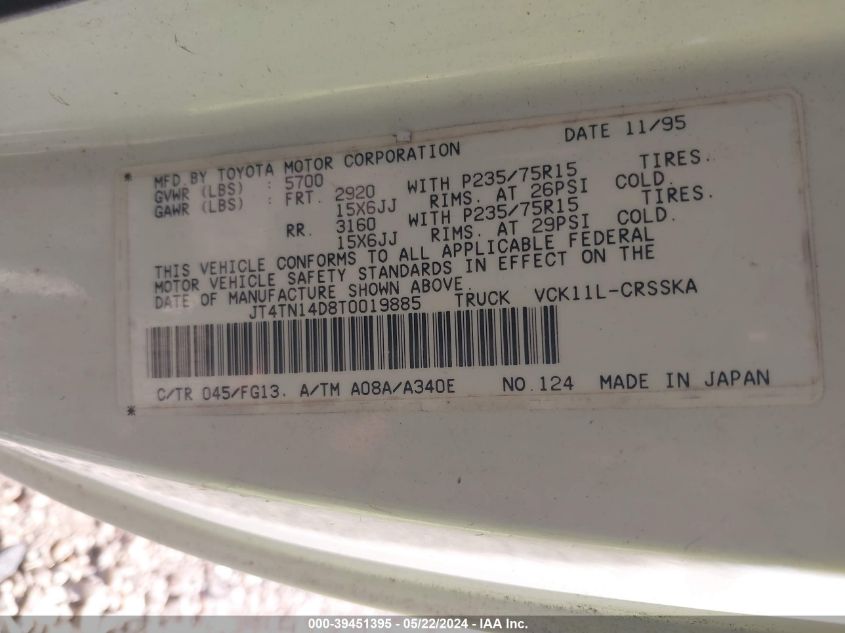 DATE 11/95
MFD.BY TOYOTA MOTOR CORPORATION
GVWR (LBS) : 5700
GAWR (LBS) : FRT. 2920 WITH P235/75R15 TIRES.
15X6JJ RIMS. AT 26PSI COLD.
RR. 3160 WITH P235/75R15 TIRES.
15X6JJ RIMS. AT 29PSI COLD.
THIS VEHICLE CONFORMS TO ALL APPLICABLE FEDERAL
MOTOR VEHICLE SAFETY STANDARDS IN EFFECT ON THE
DATE OF MANUFACTURE SHOWN ABOVE.
JT4TN14D8T0019885 TRUCK VCK11L-CRSSKA
C/TR 045/FG13. A/TM A08A/A340E NO.124 MADE IN JAPAN
000-39451395 - 05/22/2024 - IAA Inc.